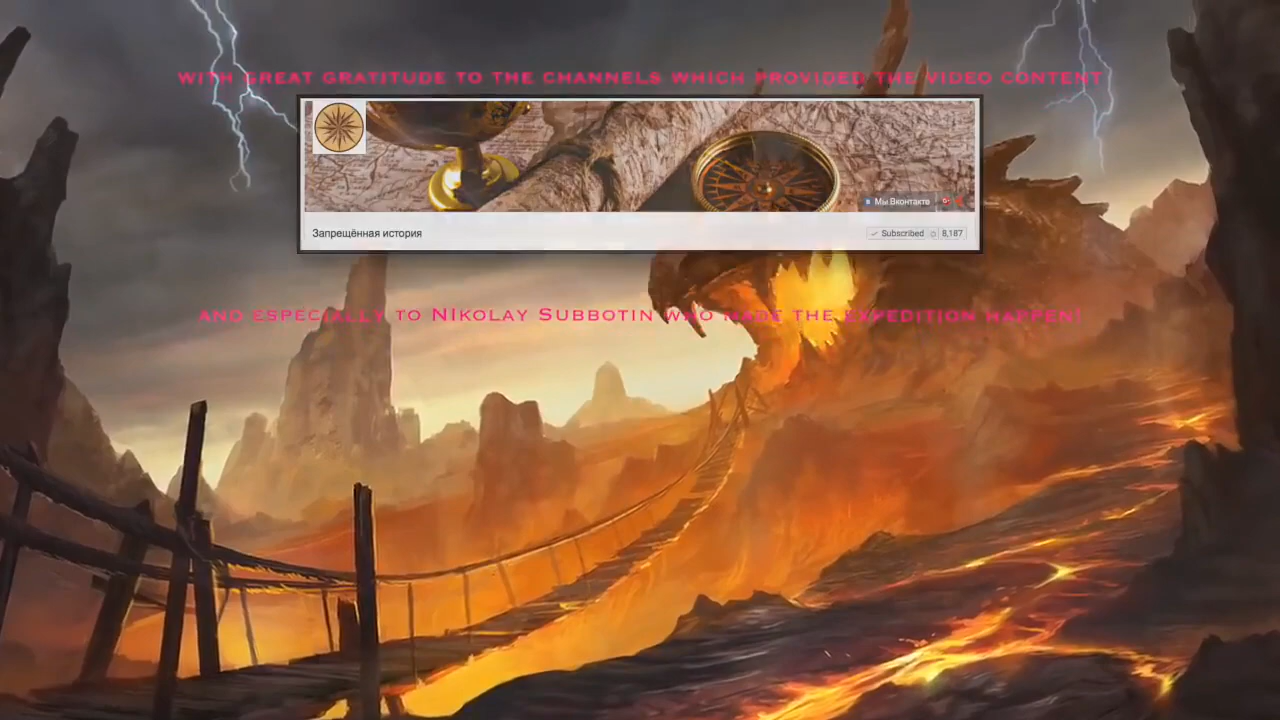 WITH GREAT GRATITUDE TO THE CHANNELS WHICH PROVIDED THE VIDEO CONTENT
Мы Вконтакте
Запрещённая история
Subscribed 8,187
AND ESPECIALLY TO NIKOLAY SUBBOTIN WHO MADE THE EXPEDITION HAPPEN!